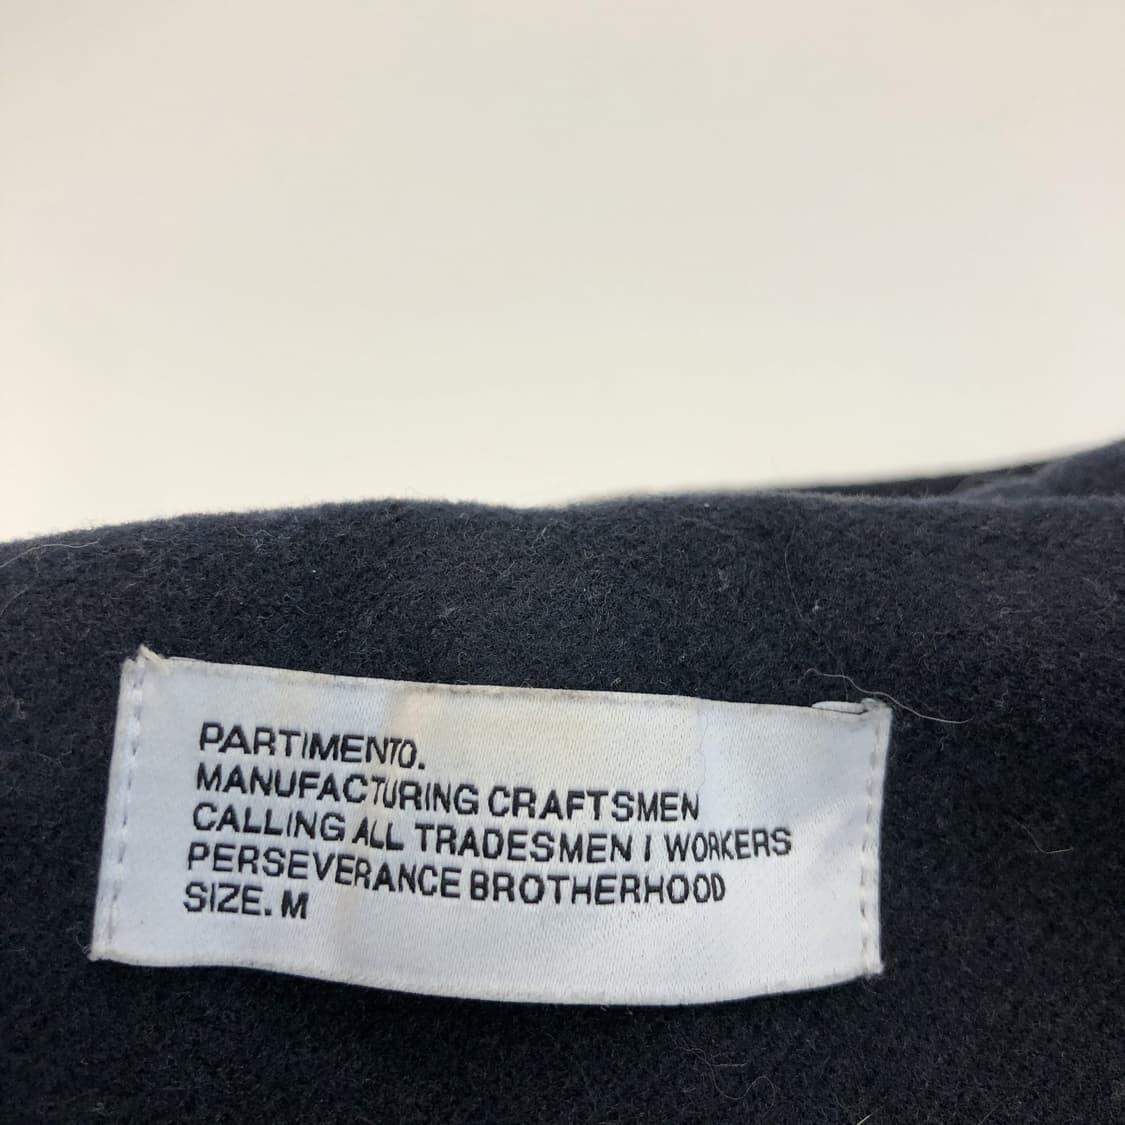 PARTIMENTO.
MANUFACTURING CRAFTSMEN
CALLING ALL TRADESMEN I WORKERS
PERSEVERANCE BROTHERHOOD
SIZE. M